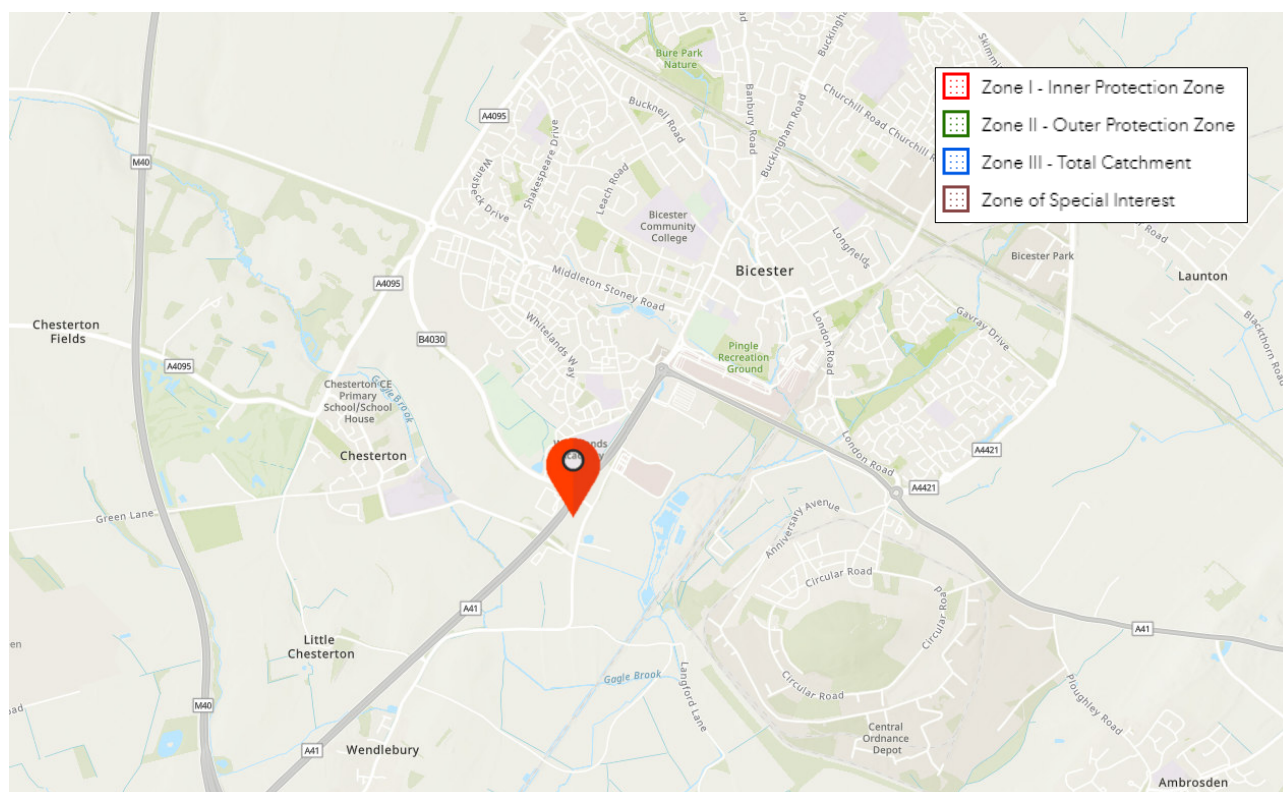 Bure Park
Nature
Skimmi
Buckingham
Zone I - Inner Protection Zone
Zone II - Outer Protection Zone
Zone III - Total Catchment
Zone of Special Interest
A4095
Bucknell Road
Banbury Road
Churchill Road
Churchill Road
Buckingham Road
Shakespeare Drive
Wansbeck Drive
Leach Road
M40
Bicester
Community
College
Longfields
Bicester Park
Launton
Bicester
Middleton Stoney Road
A4095
Gavray Drive
Blackthorn Road
Chesterton
Fields
B4030
Whitelands Way
London Road
Pingle
Recreation
Ground
A4095
Chesterton CE
Primary
School/School
House
Gagle Brook
London Road
A4421
Chesterton
A4421
Green Lane
Anniversary Avenue
Circular Road
Circular Roa
d
A41
Little
Chesterton
A41
Gagle Brook
Langford Lane
Circular Road
Ploughley Road
M40
Central
Ordnance
Depot
A41
Wendlebury
Ambrosden